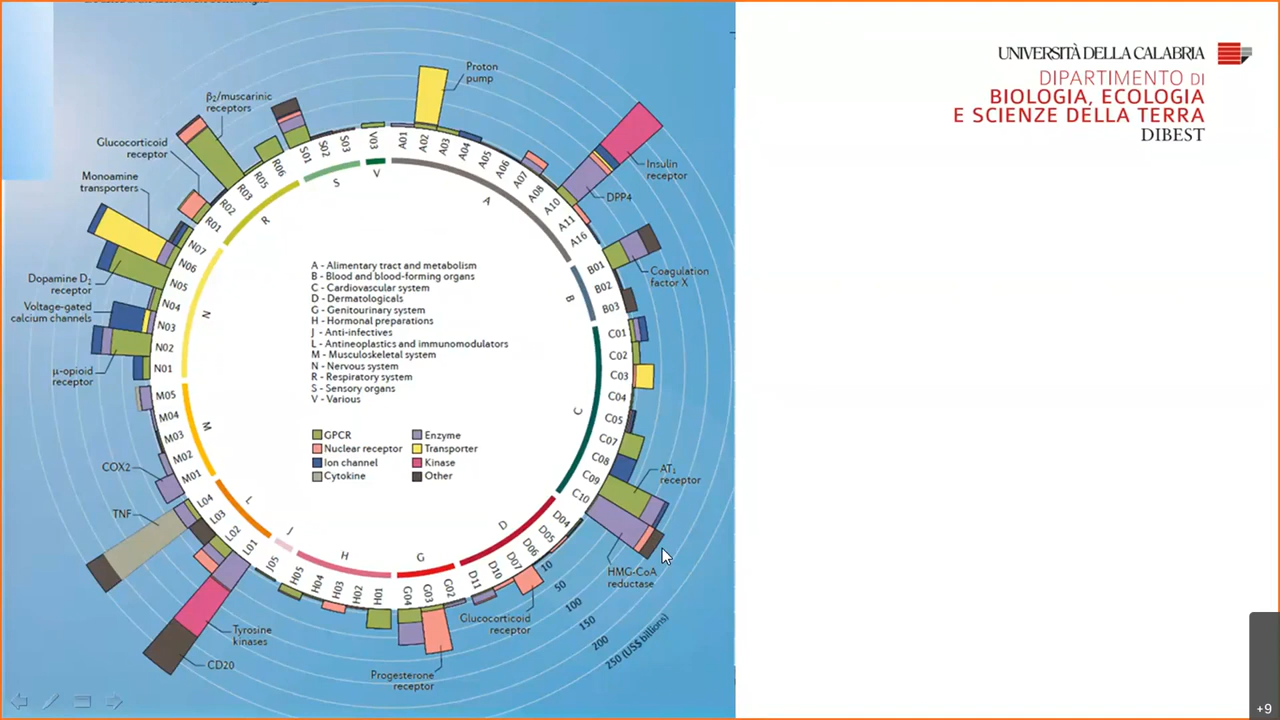 UNIVERSITÀ DELLA CALABRIA
DIPARTIMENTO DI
BIOLOGIA, ECOLOGIA
E SCIENZE DELLA TERRA
DIBEST
Proton
pump
β₂/muscarinic
receptors
Glucocorticoid
receptor
Monoamine
transporters
Dopamine D₂
receptor
Voltage-gated
calcium channels
μ-opioid
receptor
COX2
TNF
Tyrosine
kinases
CD20
Progesterone
receptor
Glucocorticoid
receptor
HMG-CoA
reductase
AT₁
receptor
Coagulation
factor X
DPP4
Insulin
receptor
A01
A02
A03
A04
A05
A06
A07
A08
A10
A11
A16
B01
B02
B03
C01
C02
C03
C04
C05
C07
C08
C09
C10
D04
D05
D06
D07
D10
D11
G02
G03
G04
H01
H02
H03
H04
H05
J05
L01
L02
L03
L04
M01
M02
M03
M04
M05
N01
N02
N03
N04
N05
N06
N07
R01
R02
R03
R05
R06
S01
S02
S03
V03
A
B
C
D
G
H
J
L
M
N
R
S
V
A - Alimentary tract and metabolism
B - Blood and blood-forming organs
C - Cardiovascular system
D - Dermatologicals
G - Genitourinary system
H - Hormonal preparations
J - Anti-infectives
L - Antineoplastics and immunomodulators
M - Musculoskeletal system
N - Nervous system
R - Respiratory system
S - Sensory organs
V - Various
GPCR
Nuclear receptor
Ion channel
Cytokine
Enzyme
Transporter
Kinase
Other
10
50
100
150
200
250 (US$ billions)
+9